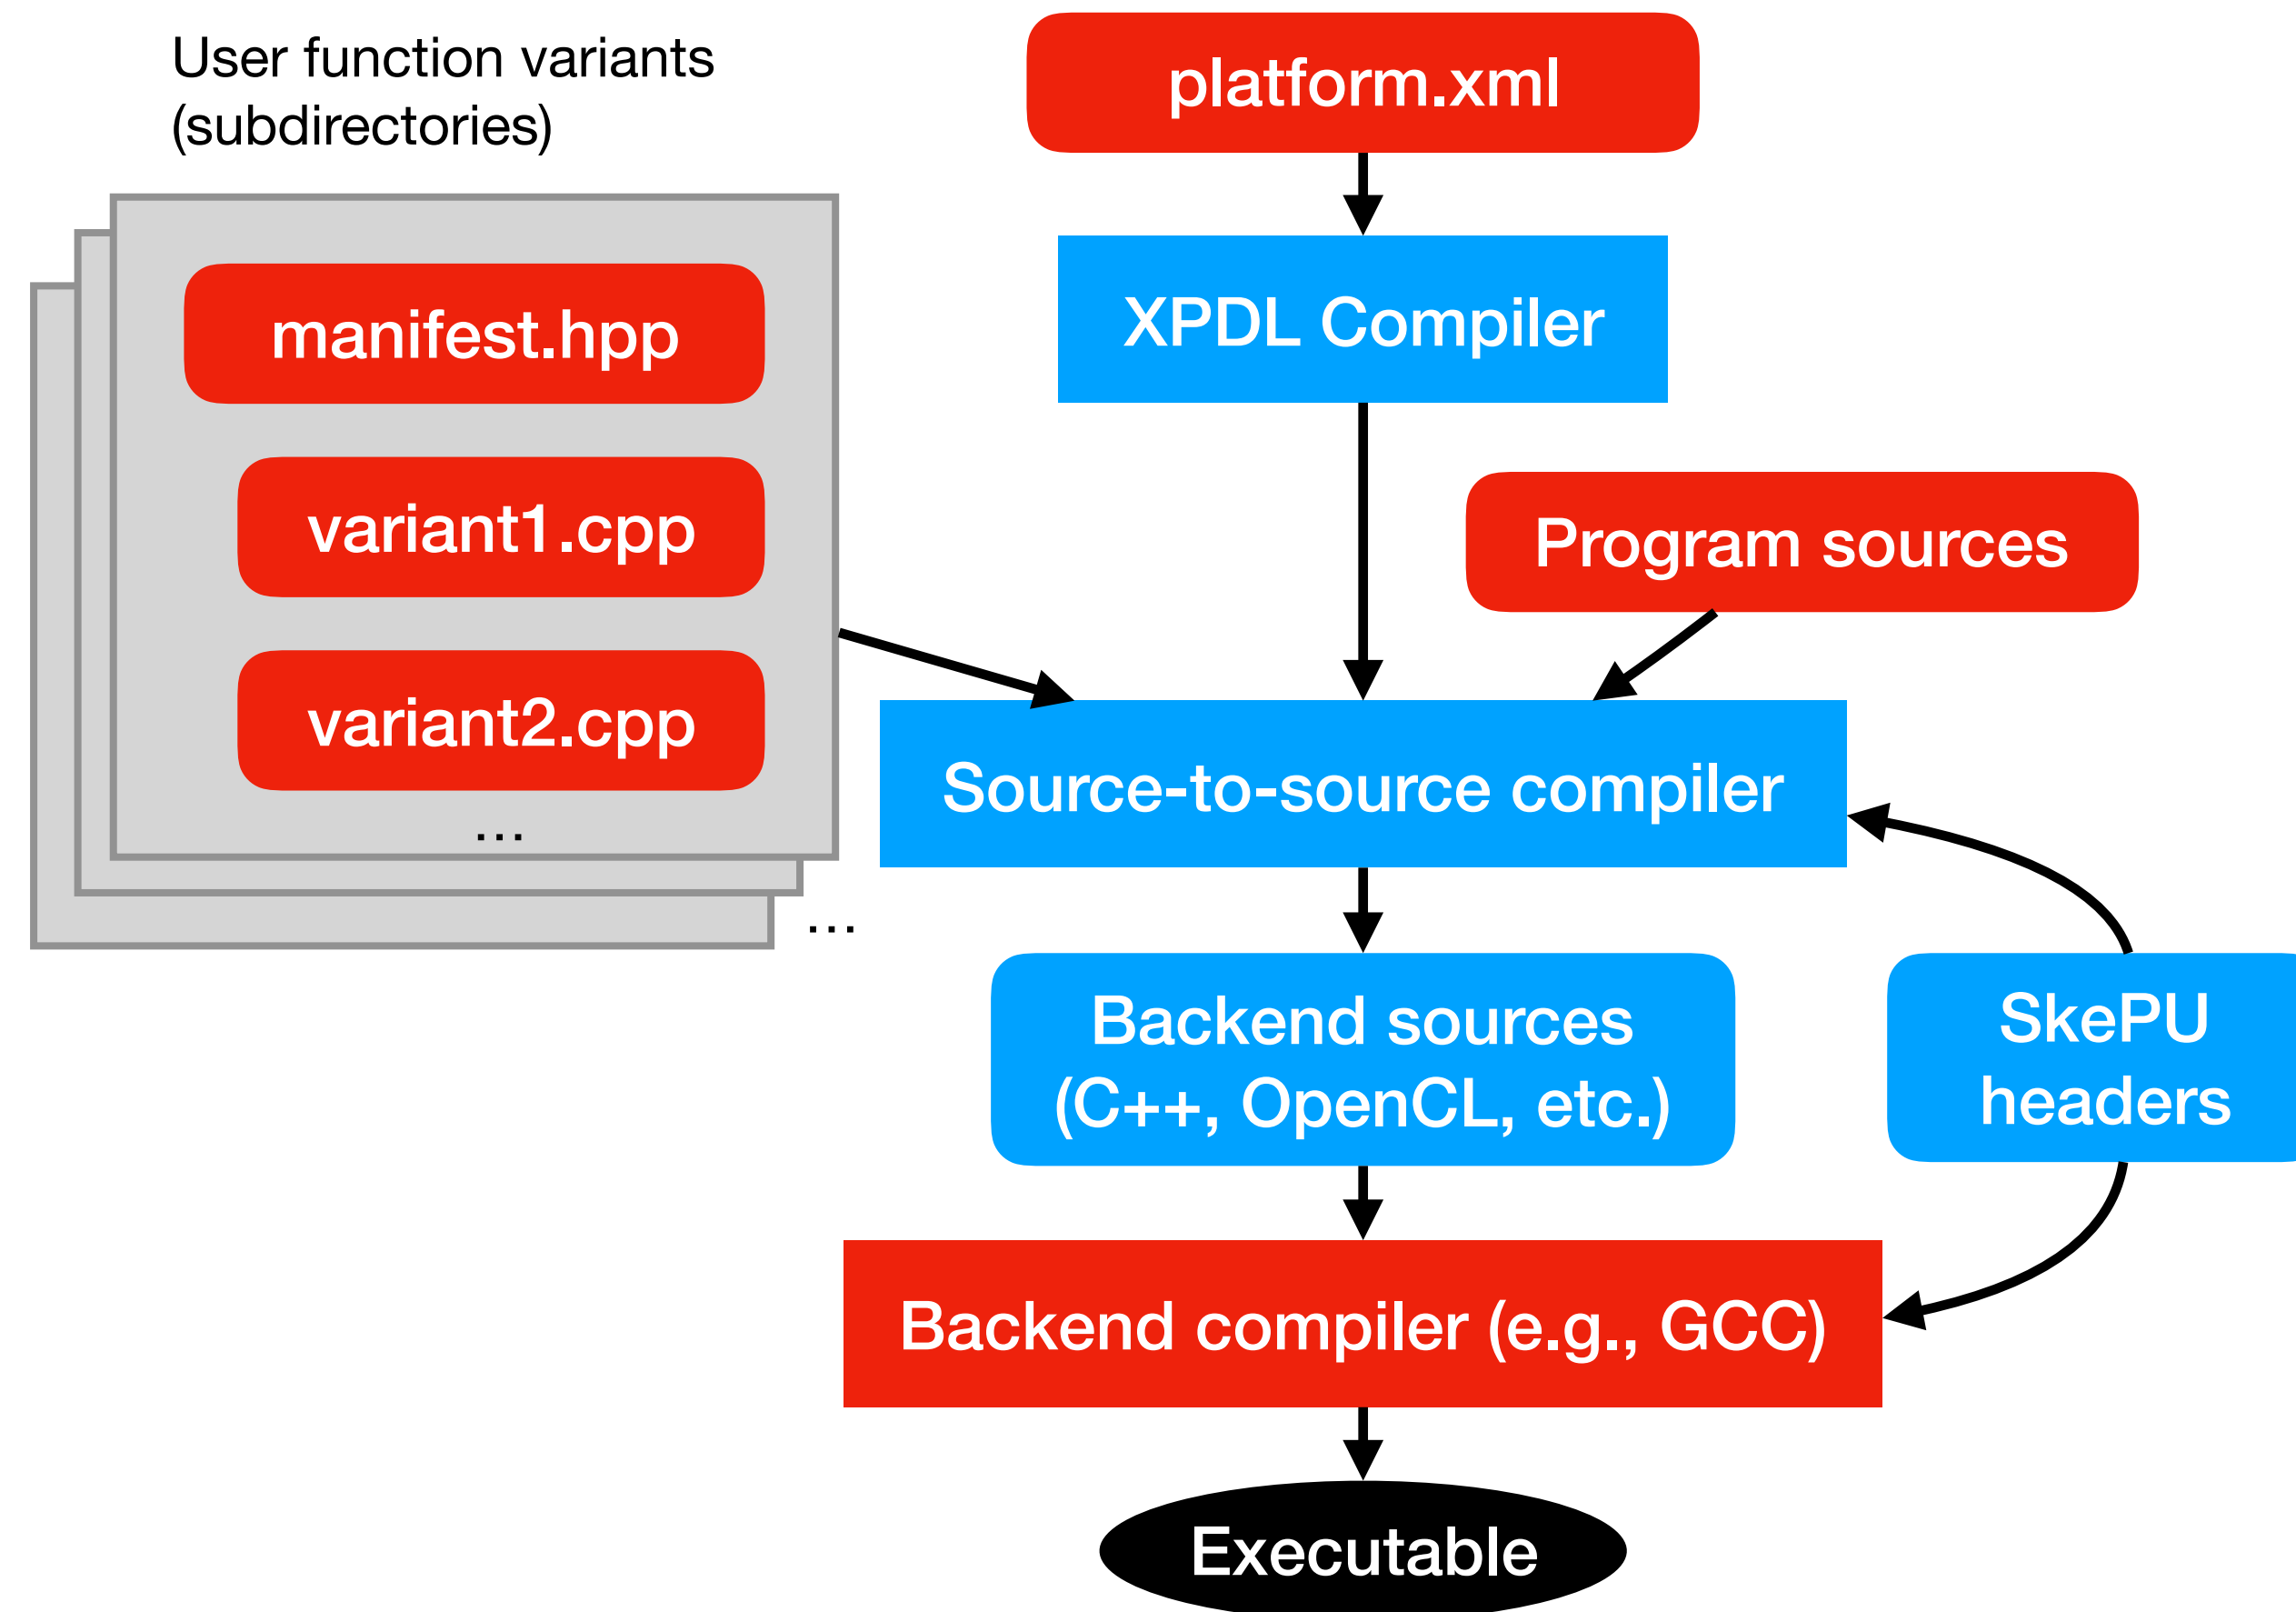 User function variants
(subdirectories)
manifest.hpp
variant1.cpp
variant2.cpp
...
...
platform.xml
XPDL Compiler
Program sources
Source-to-source compiler
Backend sources
(C++, OpenCL, etc.)
SkePU
headers
Backend compiler (e.g., GCC)
Executable